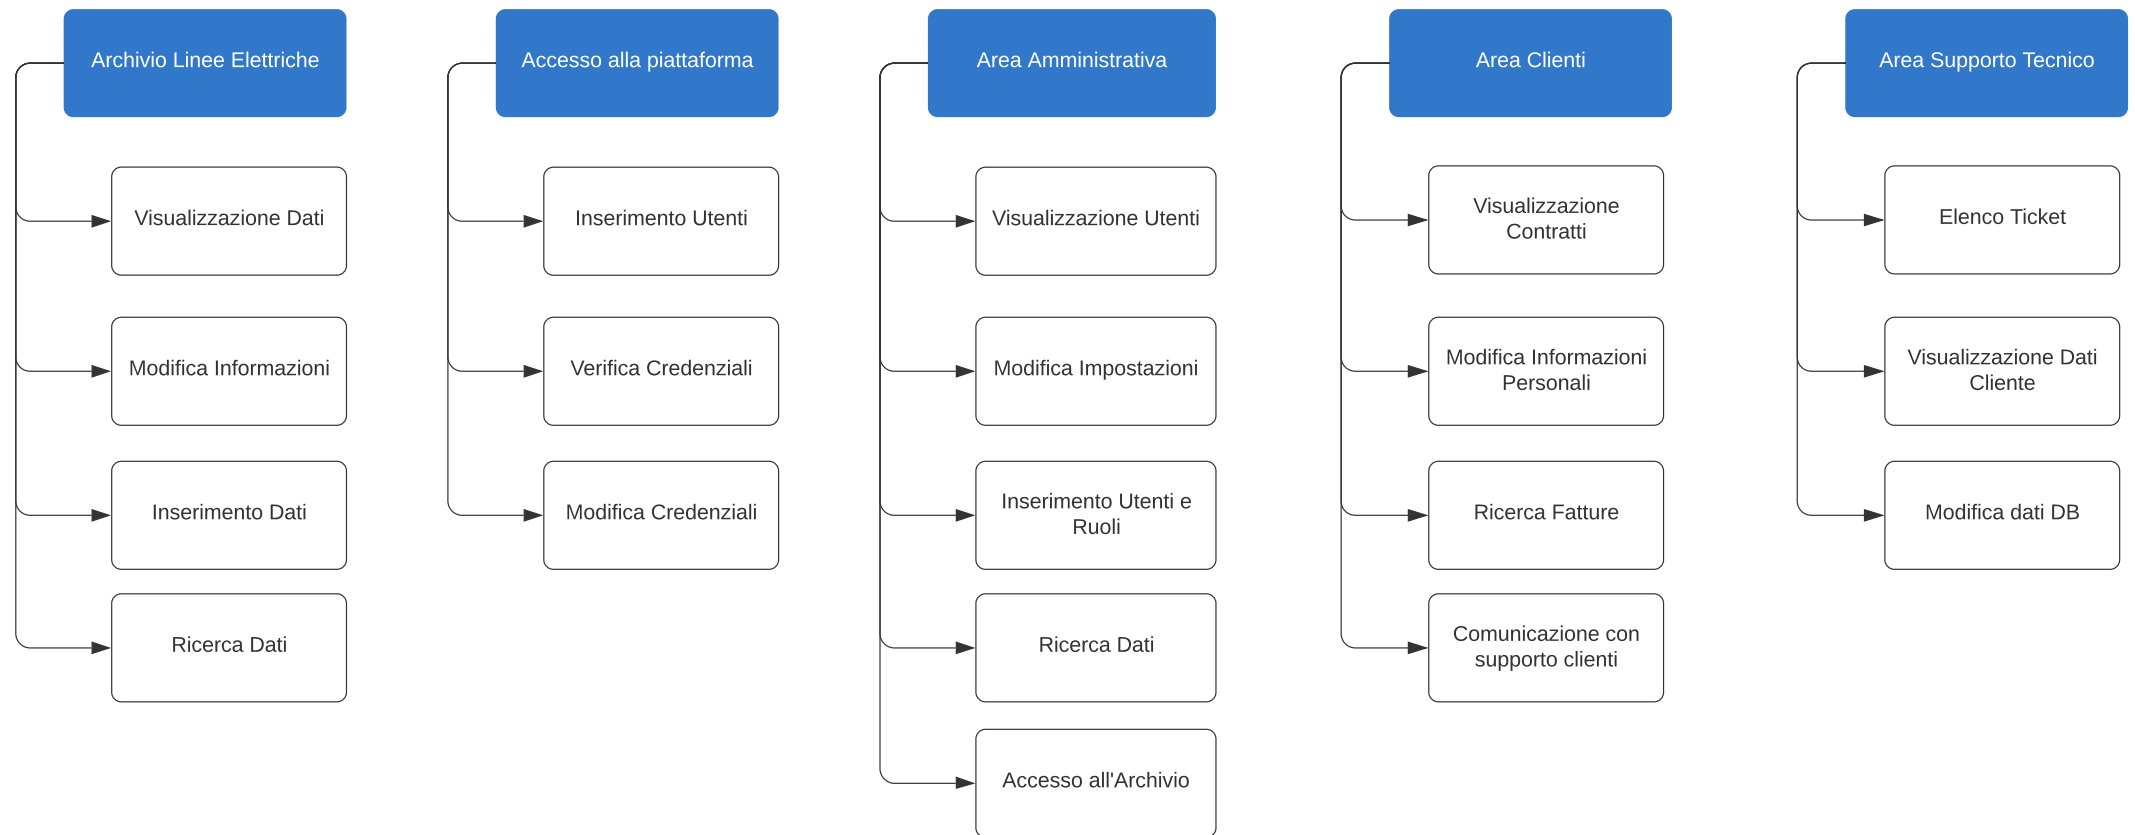 Archivio Linee Elettriche
Visualizzazione Dati
Modifica Informazioni
Inserimento Dati
Ricerca Dati
Accesso alla piattaforma
Inserimento Utenti
Verifica Credenziali
Modifica Credenziali
Area Amministrativa
Visualizzazione Utenti
Modifica Impostazioni
Inserimento Utenti e
Ruoli
Ricerca Dati
Accesso all'Archivio
Area Clienti
Visualizzazione
Contratti
Modifica Informazioni
Personali
Ricerca Fatture
Comunicazione con
supporto clienti
Area Supporto Tecnico
Elenco Ticket
Visualizzazione Dati
Cliente
Modifica dati DB